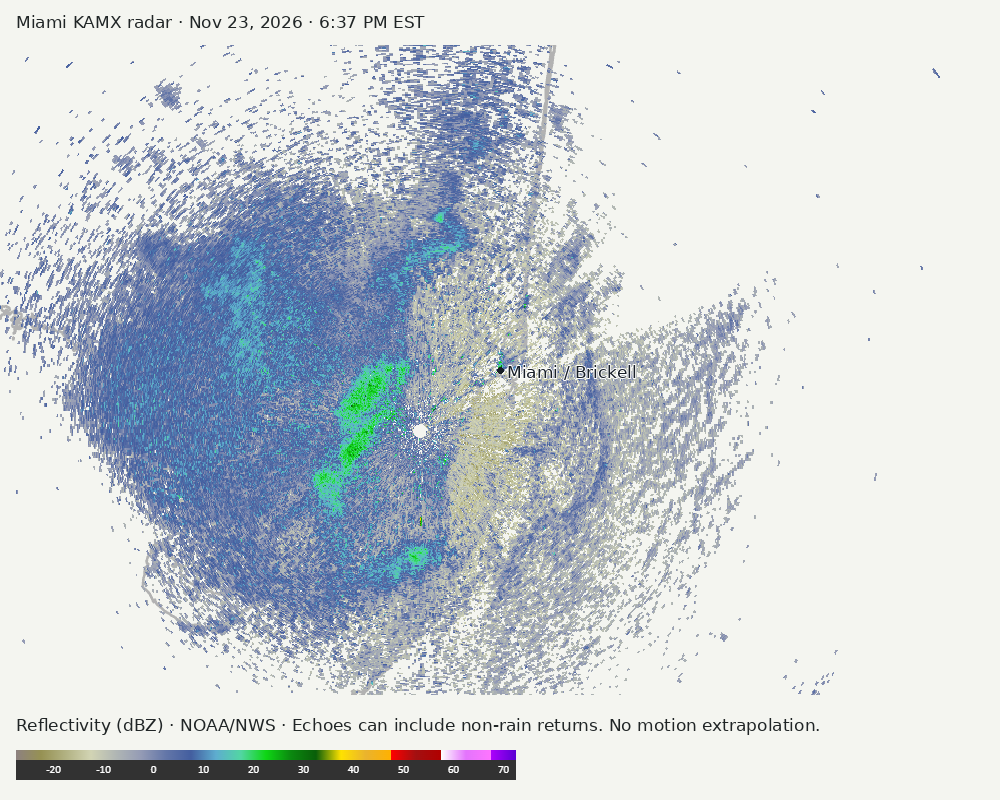 Miami KAMX radar · Nov 23, 2026 · 6:37 PM EST
Miami / Brickell
Reflectivity (dBZ) · NOAA/NWS · Echoes can include non-rain returns. No motion extrapolation.
-20 -10 0 10 20 30 40 50 60 70